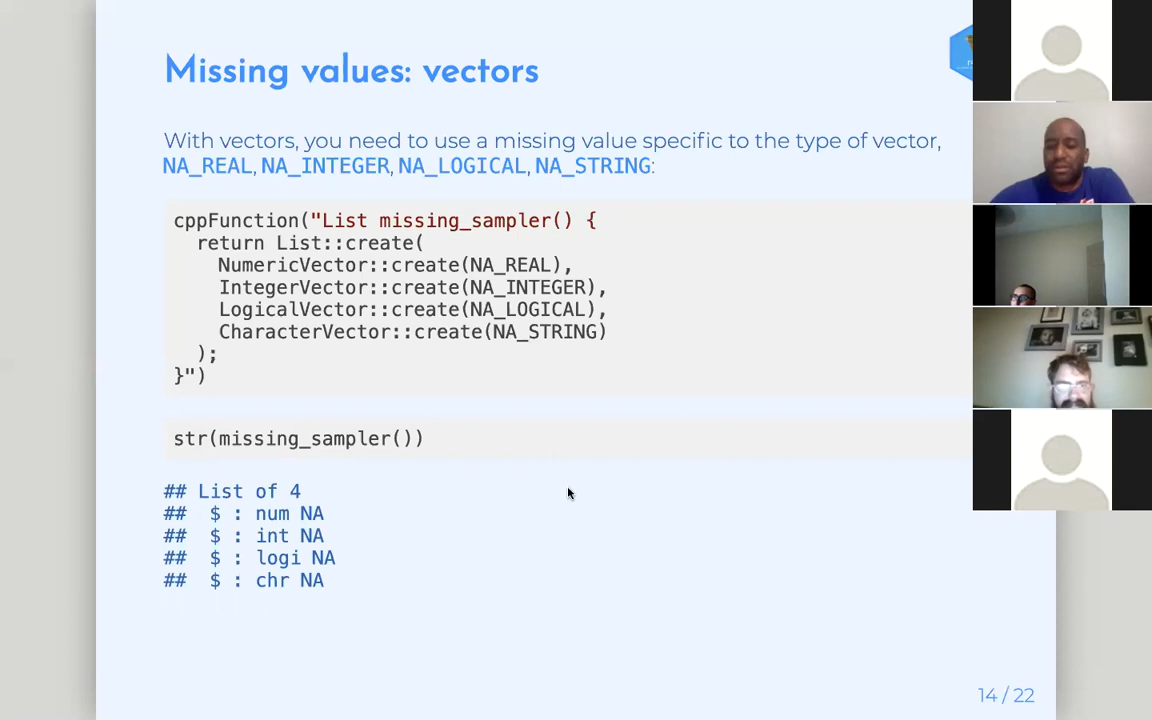 Missing values: vectors
With vectors, you need to use a missing value specific to the type of vector,
NA_REAL, NA_INTEGER, NA_LOGICAL, NA_STRING:
cppFunction("List missing_sampler() {
  return List::create(
    NumericVector::create(NA_REAL),
    IntegerVector::create(NA_INTEGER),
    LogicalVector::create(NA_LOGICAL),
    CharacterVector::create(NA_STRING)
  );
}")
str(missing_sampler())
## List of 4
##  $ : num NA
##  $ : int NA
##  $ : logi NA
##  $ : chr NA
14 / 22